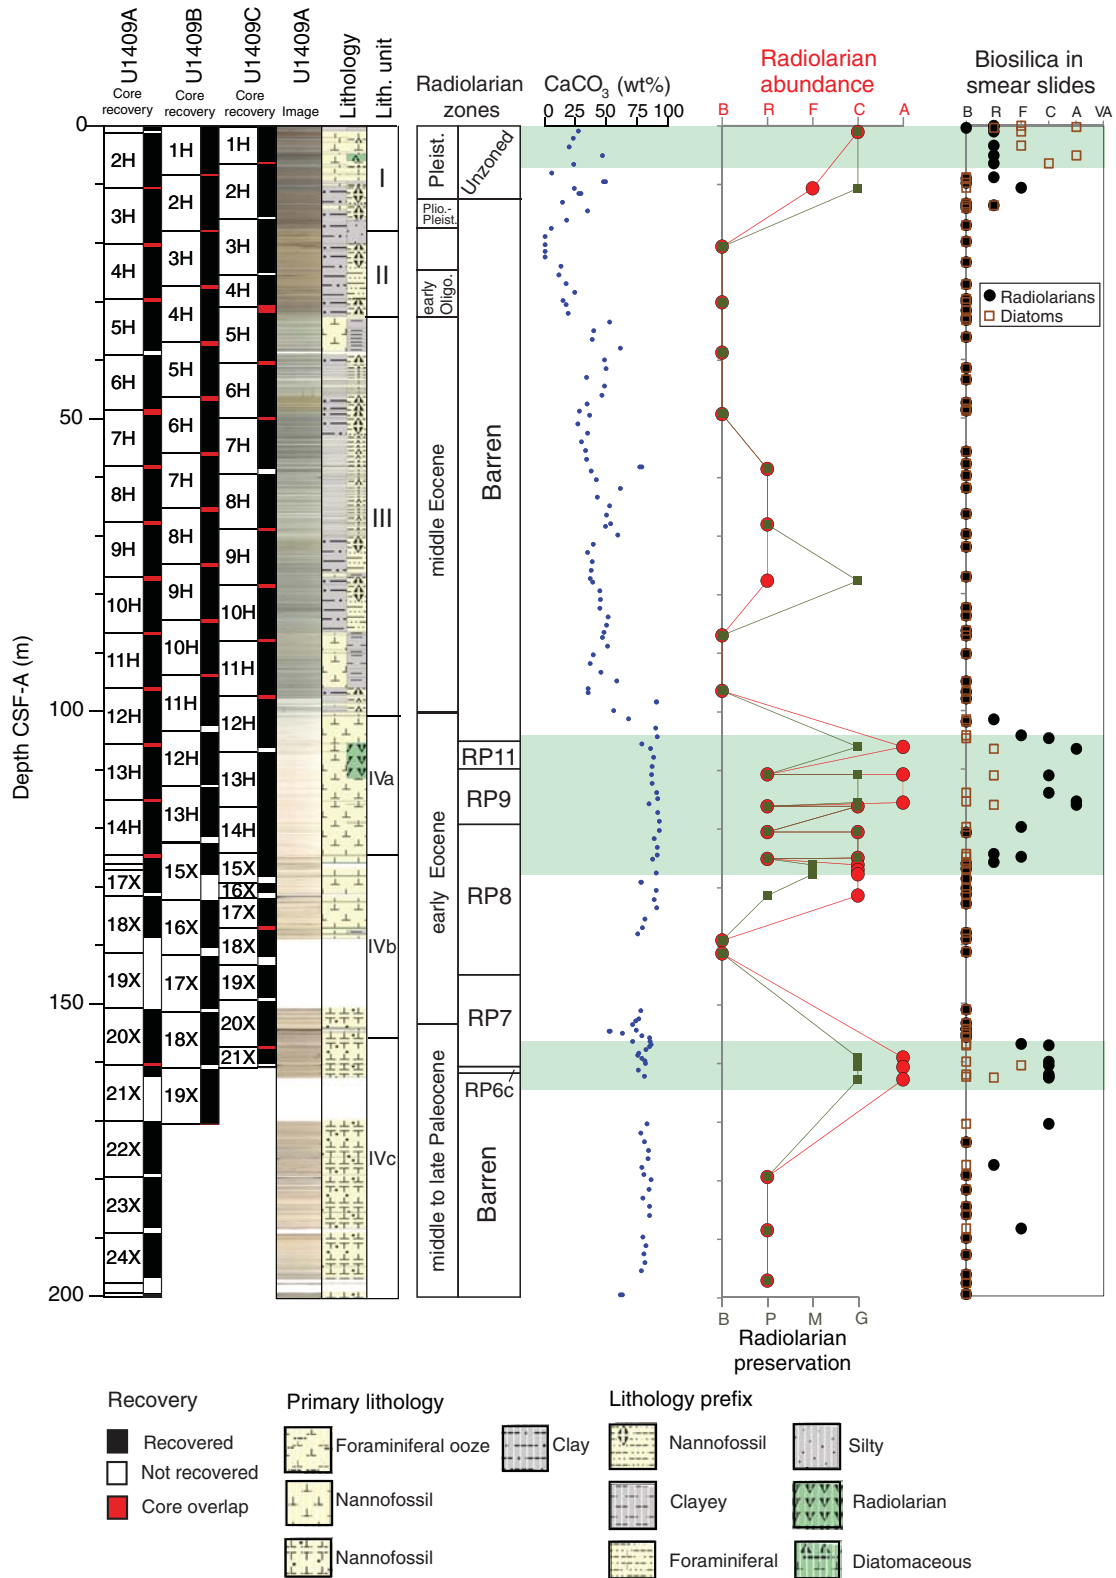 U1409A
U1409B
U1409C
U1409A
Lithology
Lith. unit
Core recovery
Core recovery
Core recovery
Image
Radiolarian zones
CaCO3 (wt%)
0 25 50 75 100
Radiolarian abundance
B R F C A
Biosilica in smear slides
B R F C A VA
Depth CSF-A (m)
0
50
100
150
200
2H
3H
4H
5H
6H
7H
8H
9H
10H
11H
12H
13H
14H
17X
18X
19X
20X
21X
22X
23X
24X
1H
2H
3H
4H
5H
6H
7H
8H
9H
10H
11H
12H
13H
15X
16X
17X
18X
19X
1H
2H
3H
4H
5H
6H
7H
8H
9H
10H
11H
12H
13H
14H
15X
16X
17X
18X
19X
20X
21X
I
II
III
IVa
IVb
IVc
Pleist.
Plio.-Pleist.
early Oligo.
middle Eocene
early Eocene
middle to late Paleocene
Unzoned
Barren
RP11
RP9
RP8
RP7
RP6c
Barren
Radiolarians
Diatoms
B P M G
Radiolarian preservation
Recovery
Recovered
Not recovered
Core overlap
Primary lithology
Foraminiferal ooze
Nannofossil
Nannofossil
Clay
Lithology prefix
Nannofossil
Clayey
Foraminiferal
Silty
Radiolarian
Diatomaceous